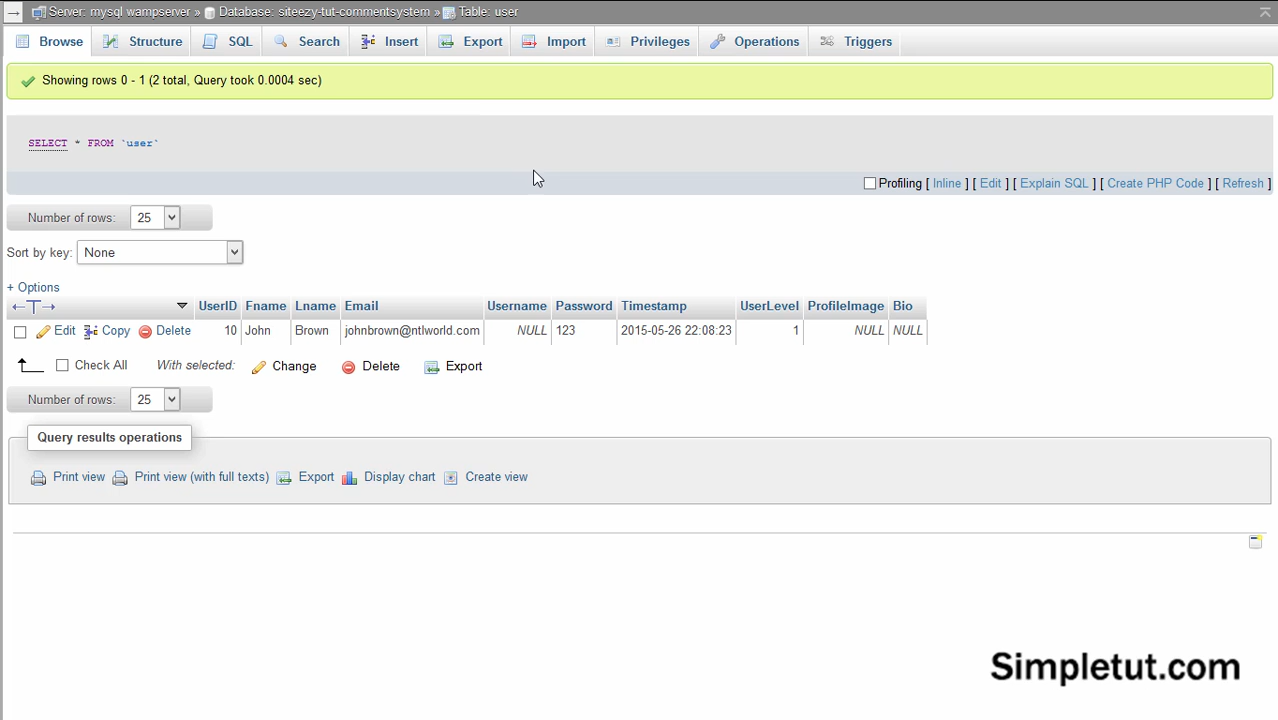 Server: mysql wampserver » Database: siteezy-tut-commentsystem » Table: user
Browse Structure SQL Search Insert Export Import Privileges Operations Triggers
Showing rows 0 - 1 (2 total, Query took 0.0004 sec)
SELECT * FROM `user`
Profiling [ Inline ] [ Edit ] [ Explain SQL ] [ Create PHP Code ] [ Refresh ]
Number of rows: 25
Sort by key: None
+ Options
←T→ UserID Fname Lname Email Username Password Timestamp UserLevel ProfileImage Bio
Edit Copy Delete 10 John Brown johnbrown@ntlworld.com NULL 123 2015-05-26 22:08:23 1 NULL NULL
Check All With selected: Change Delete Export
Number of rows: 25
Query results operations
Print view Print view (with full texts) Export Display chart Create view
Simpletut.com